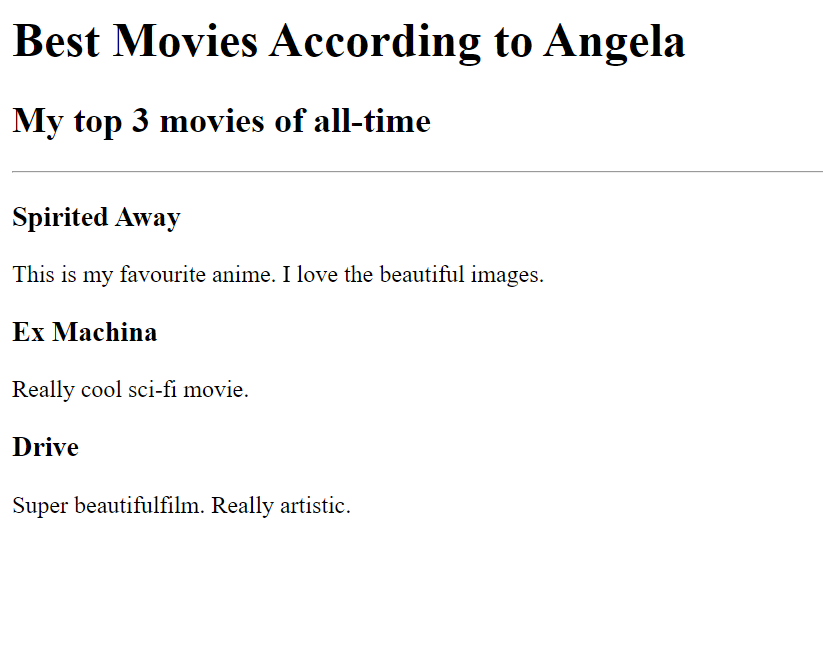 Best Movies According to Angela
My top 3 movies of all-time
Spirited Away
This is my favourite anime. I love the beautiful images.
Ex Machina
Really cool sci-fi movie.
Drive
Super beautifulfilm. Really artistic.